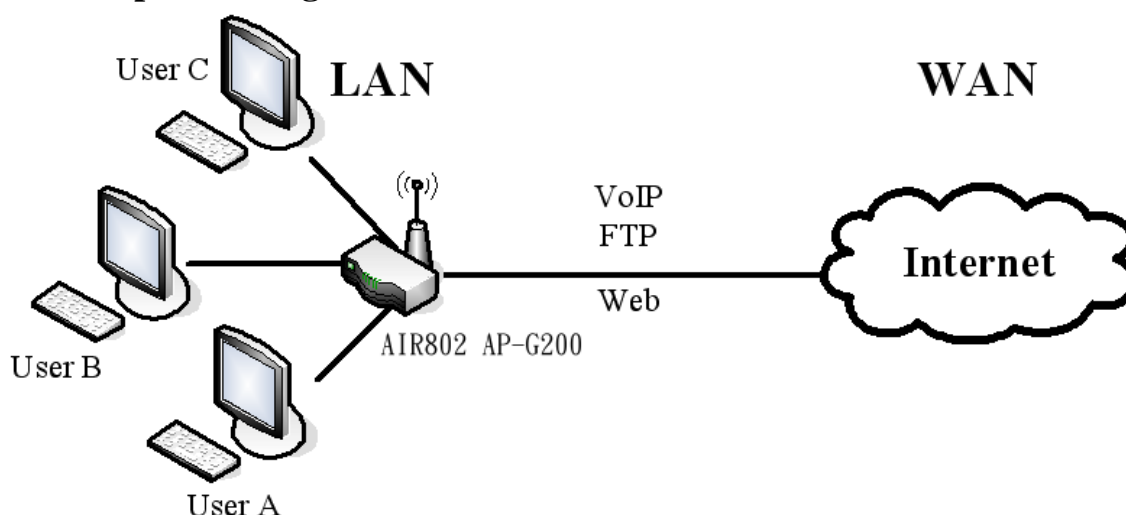 User C
LAN
WAN
VoIP
FTP
Internet
Web
AIR802 AP-G200
User B
User A